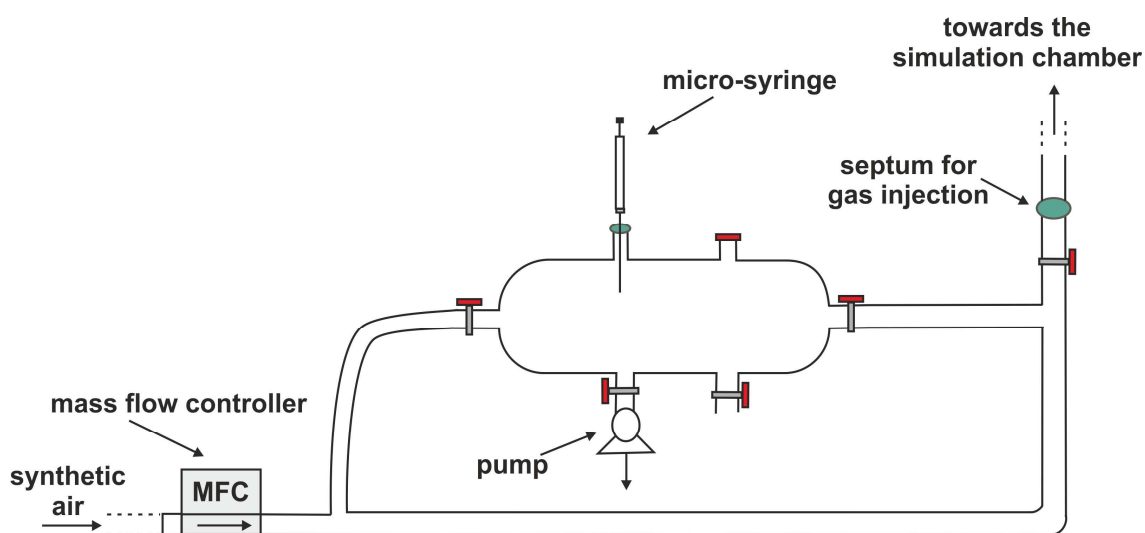 towards the
simulation chamber
micro-syringe
septum for
gas injection
mass flow controller
pump
synthetic
air
MFC